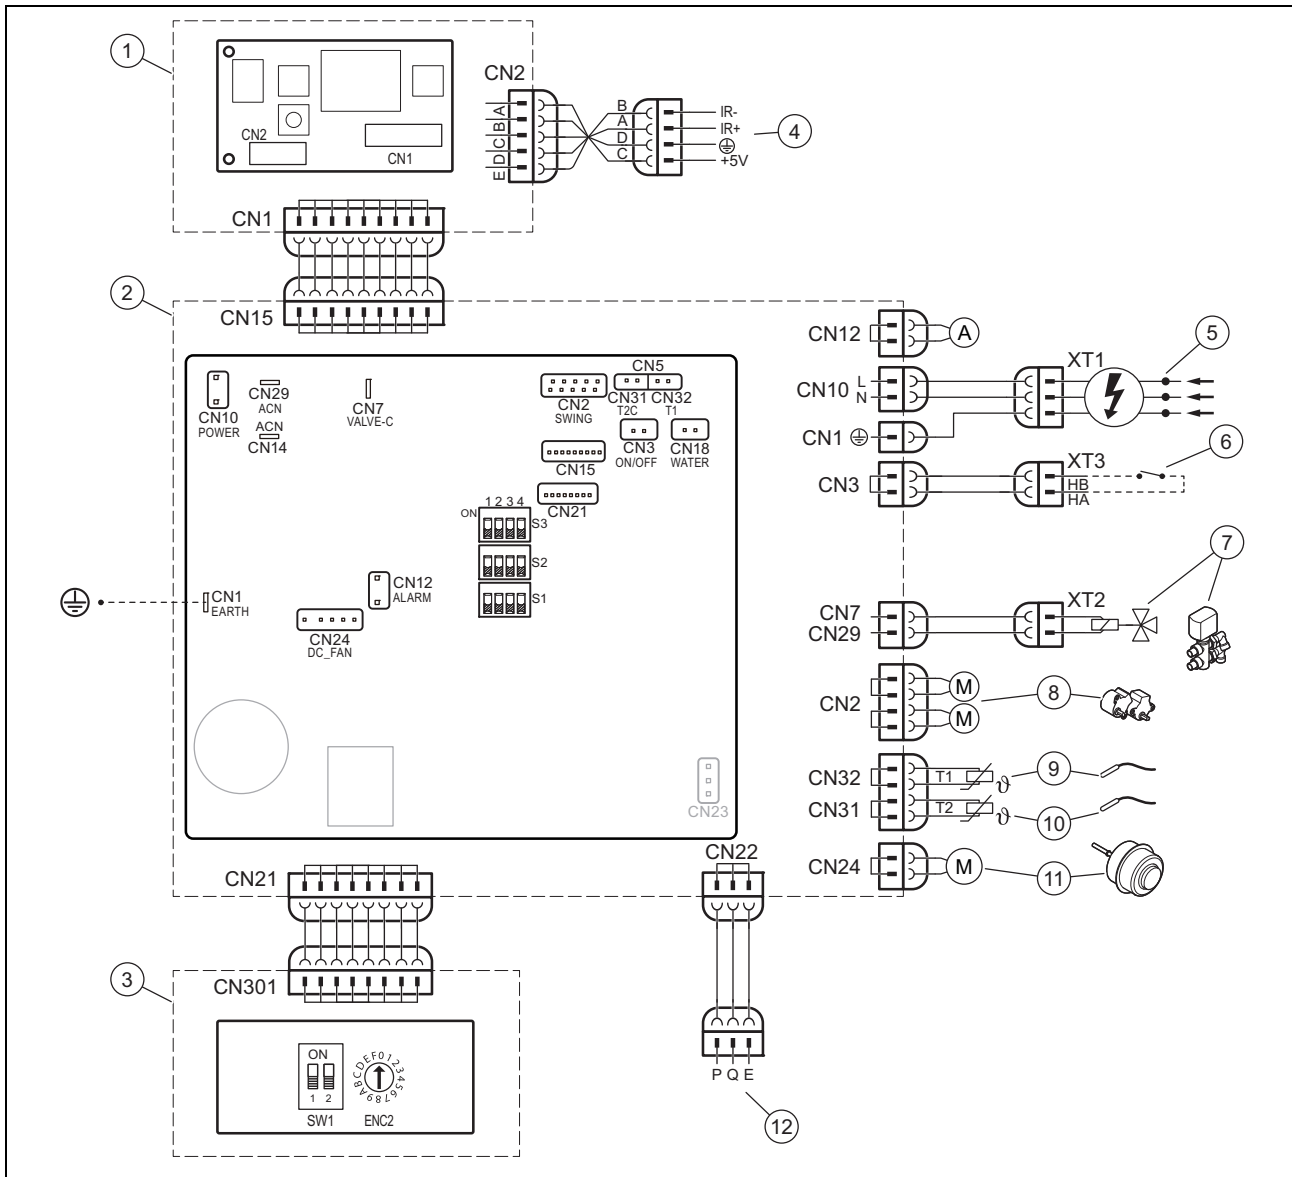 1
CN2
A
B
C
D
E
B
A
D
C
IR-
IR+
+5V
4
CN2
CN1
CN1
2
CN15
CN12
A
CN10
L
N
XT1
5
CN1
CN3
XT3
HB
HA
6
CN10
POWER
CN29
ACN
ACN
CN14
CN7
VALVE-C
CN2
SWING
CN5
CN31
CN32
T2C
T1
CN3
ON/OFF
CN18
WATER
CN15
CN21
1 2 3 4
ON
S3
S2
S1
CN1
EARTH
CN12
ALARM
CN24
DC_FAN
CN23
7
CN7
CN29
XT2
CN2
M
M
8
CN32
T1
ϑ
9
CN31
T2
ϑ
10
CN24
M
11
CN21
CN22
3
CN301
ON
1 2
SW1
0123456789ABCDEF
ENC2
P Q E
12